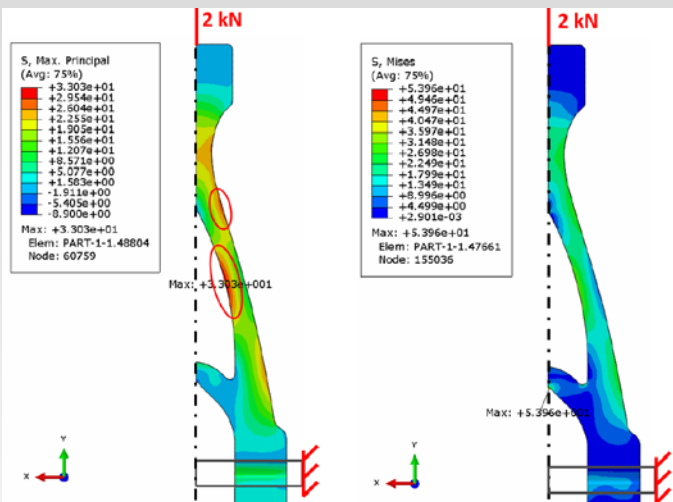 2 kN
S, Max. Principal
(Avg: 75%)
+3.303e+01
+2.954e+01
+2.604e+01
+2.255e+01
+1.905e+01
+1.556e+01
+1.207e+01
+8.571e+00
+5.077e+00
+1.583e+00
-1.911e+00
-5.405e+00
-8.900e+00
Max: +3.303e+01
Elem: PART-1-1.48804
Node: 60759
Max: +3.303e+001
Y
X
2 kN
S, Mises
(Avg: 75%)
+5.396e+01
+4.946e+01
+4.497e+01
+4.047e+01
+3.597e+01
+3.148e+01
+2.698e+01
+2.249e+01
+1.799e+01
+1.349e+01
+8.996e+00
+4.499e+00
+2.901e-03
Max: +5.396e+01
Elem: PART-1-1.47661
Node: 155036
Max: +5.396e+001
Y
X